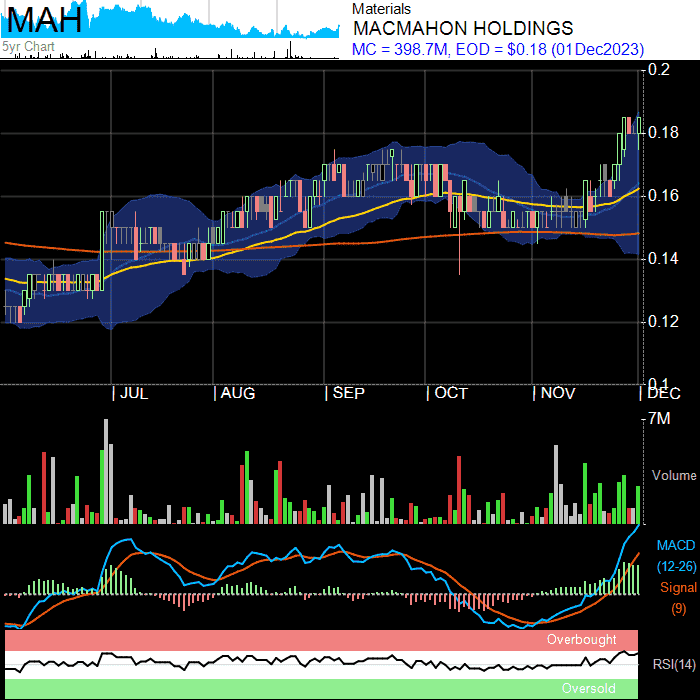 MAH
5yr Chart
Materials
MACMAHON HOLDINGS
MC = 398.7M, EOD = $0.18 (01Dec2023)
0.2
0.18
0.16
0.14
0.12
0.1
JUL AUG SEP OCT NOV DEC
7M
Volume
MACD
(12-26)
Signal
(9)
Overbought
RSI(14)
Oversold